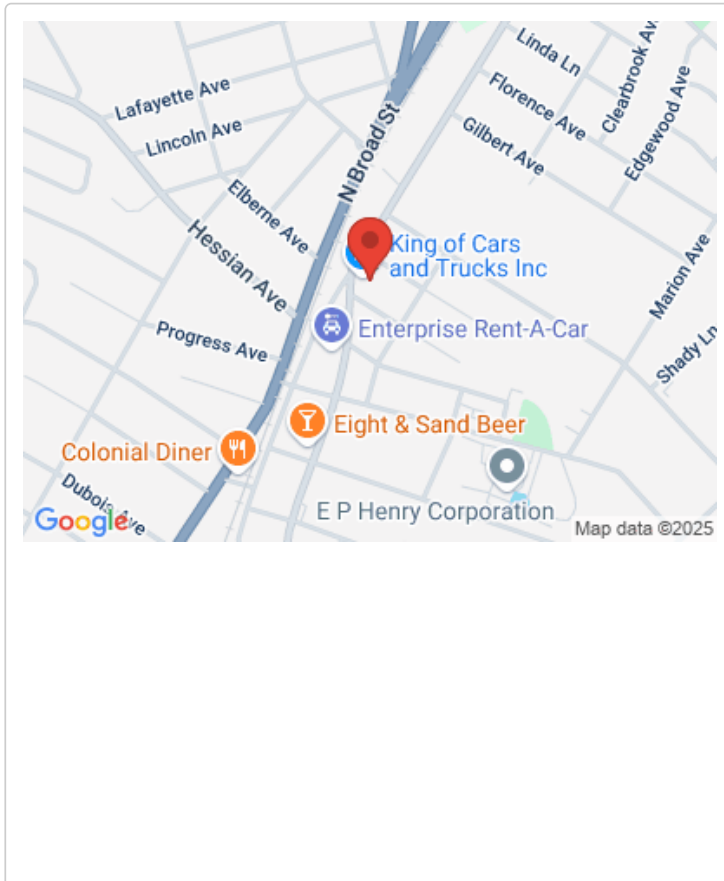 Linda Ln
Clearbrook Av
Lafayette Ave
Florence Ave
Edgewood Ave
Lincoln Ave
N Broad St
Gilbert Ave
Elberne Ave
Hessian Ave
King of Cars
and Trucks Inc
Marion Ave
Progress Ave
Enterprise Rent-A-Car
Shady Ln
Eight & Sand Beer
Colonial Diner
Dubois Ave
E P Henry Corporation
Google
Map data ©2025